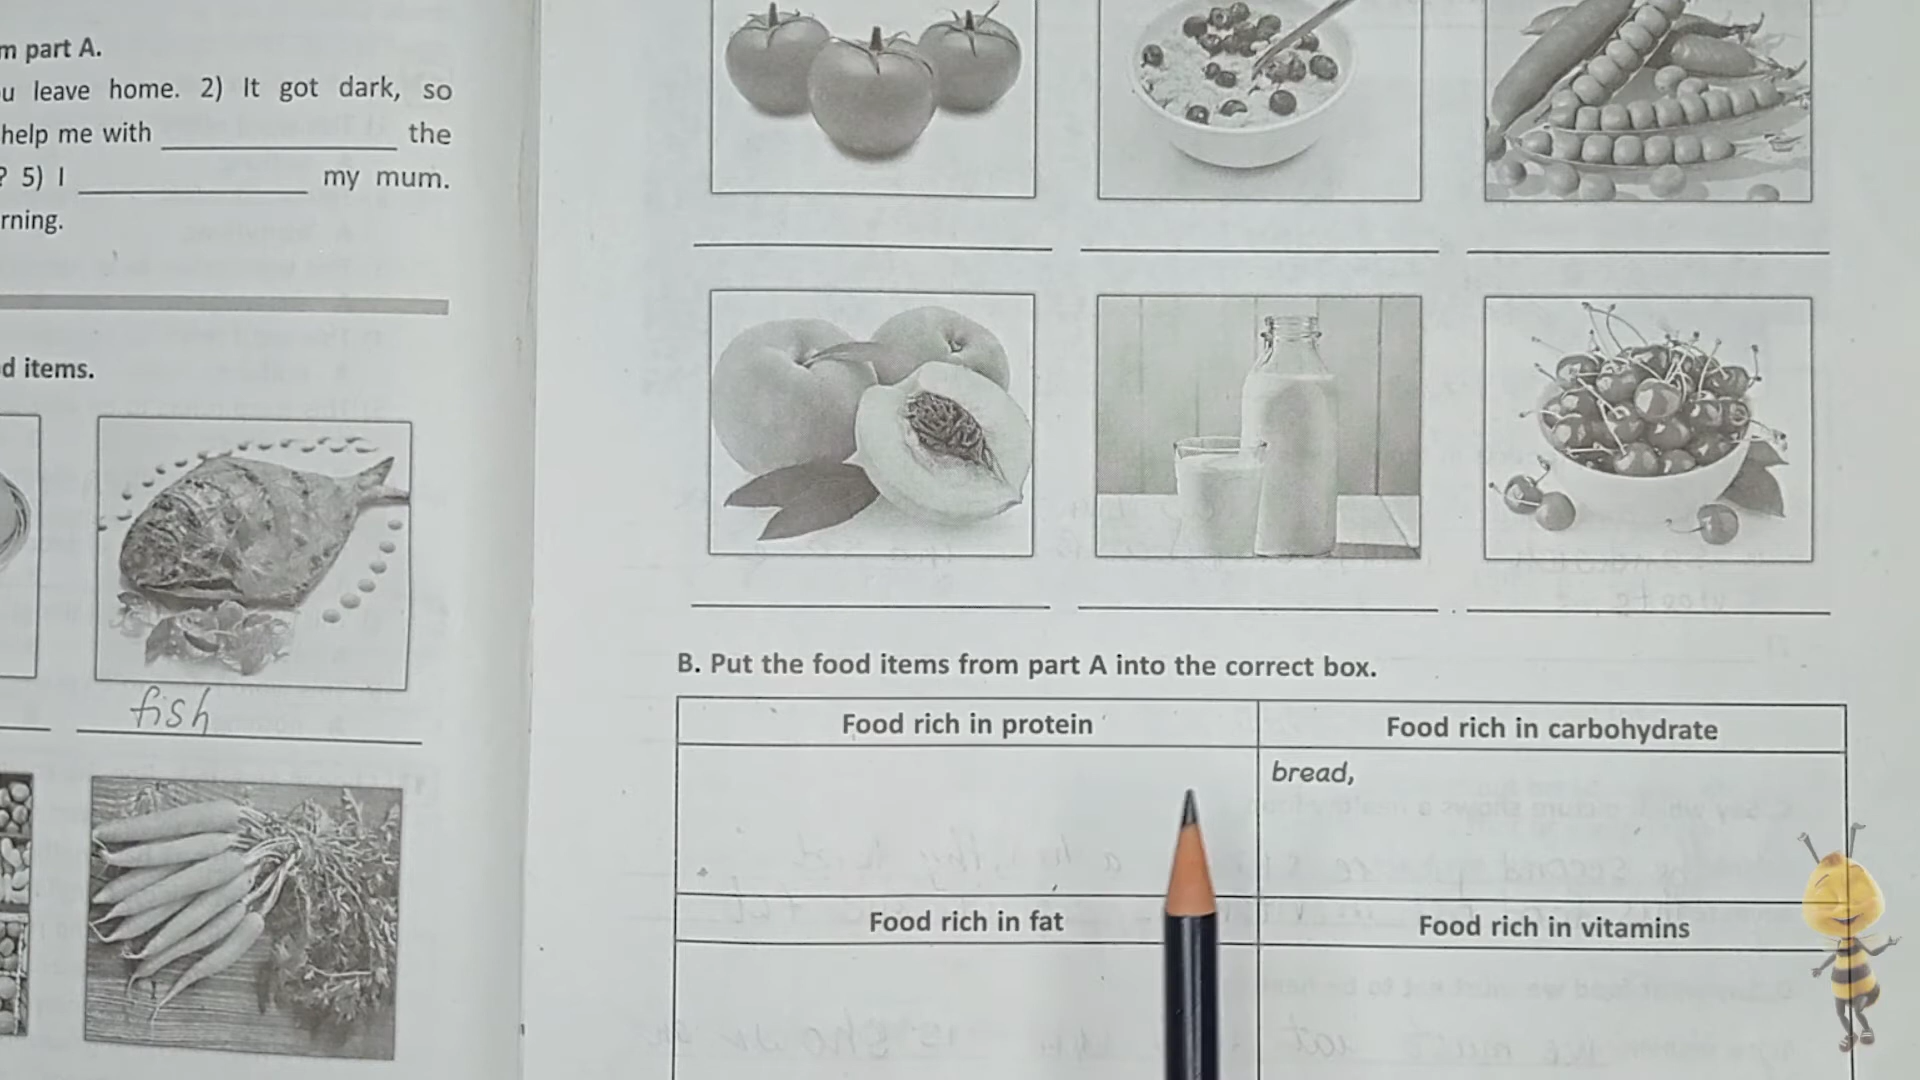 m part A.
u leave home. 2) It got dark, so
help me with ____________ the
? 5) I ____________ my mum.
rning.
d items.
fish
B. Put the food items from part A into the correct box.
Food rich in protein
Food rich in carbohydrate
bread,
Food rich in fat
Food rich in vitamins